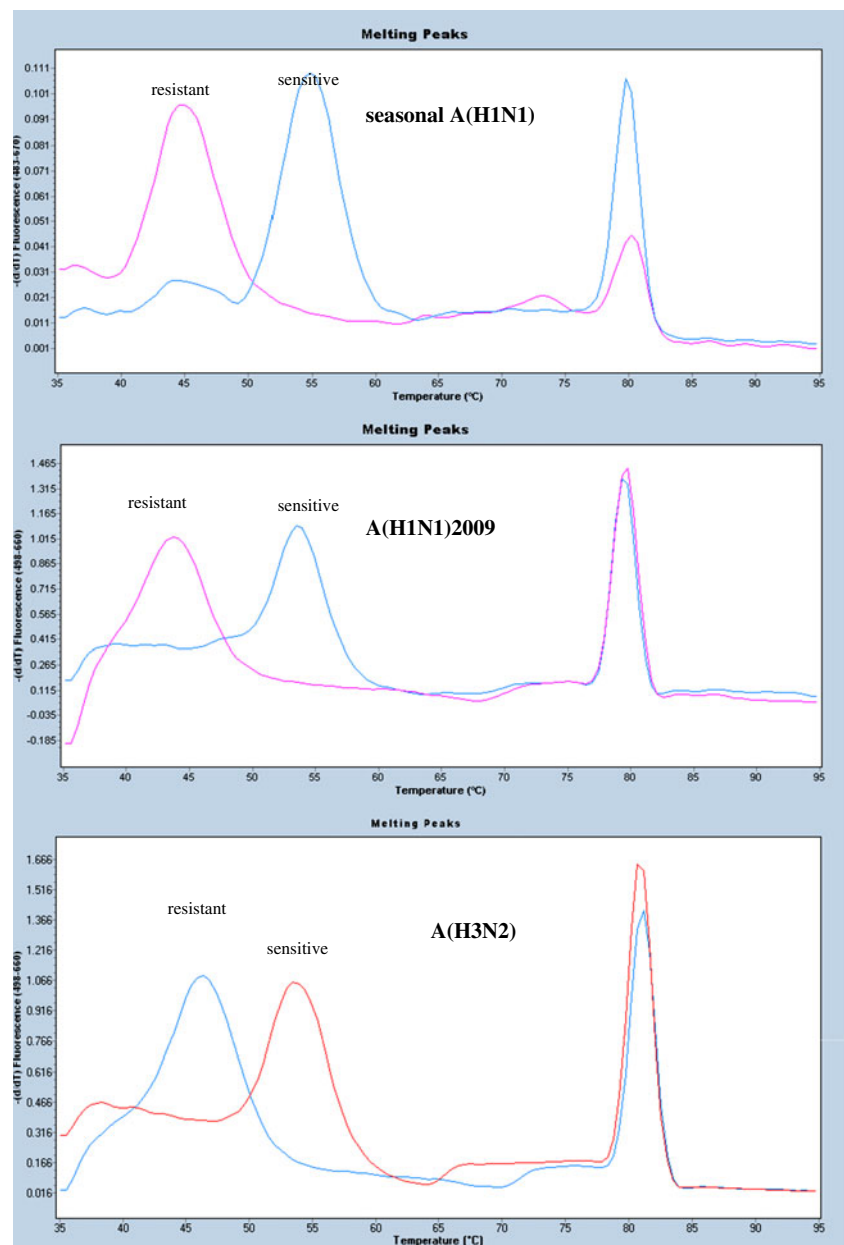 Melting Peaks
resistant
sensitive
seasonal A(H1N1)
-(d/dT) Fluorescence (483-670)
0.111
0.101
0.091
0.081
0.071
0.061
0.051
0.041
0.031
0.021
0.011
0.001
35 40 45 50 55 60 65 70 75 80 85 90 95
Temperature (°C)
Melting Peaks
resistant
sensitive
A(H1N1)2009
-(d/dT) Fluorescence (498-660)
1.465
1.315
1.165
1.015
0.865
0.715
0.565
0.415
0.265
0.115
-0.035
-0.185
35 40 45 50 55 60 65 70 75 80 85 90 95
Temperature (°C)
Melting Peaks
resistant
sensitive
A(H3N2)
-(d/dT) Fluorescence (498-660)
1.666
1.516
1.366
1.216
1.066
0.916
0.766
0.616
0.466
0.316
0.166
0.016
35 40 45 50 55 60 65 70 75 80 85 90 95
Temperature (°C)